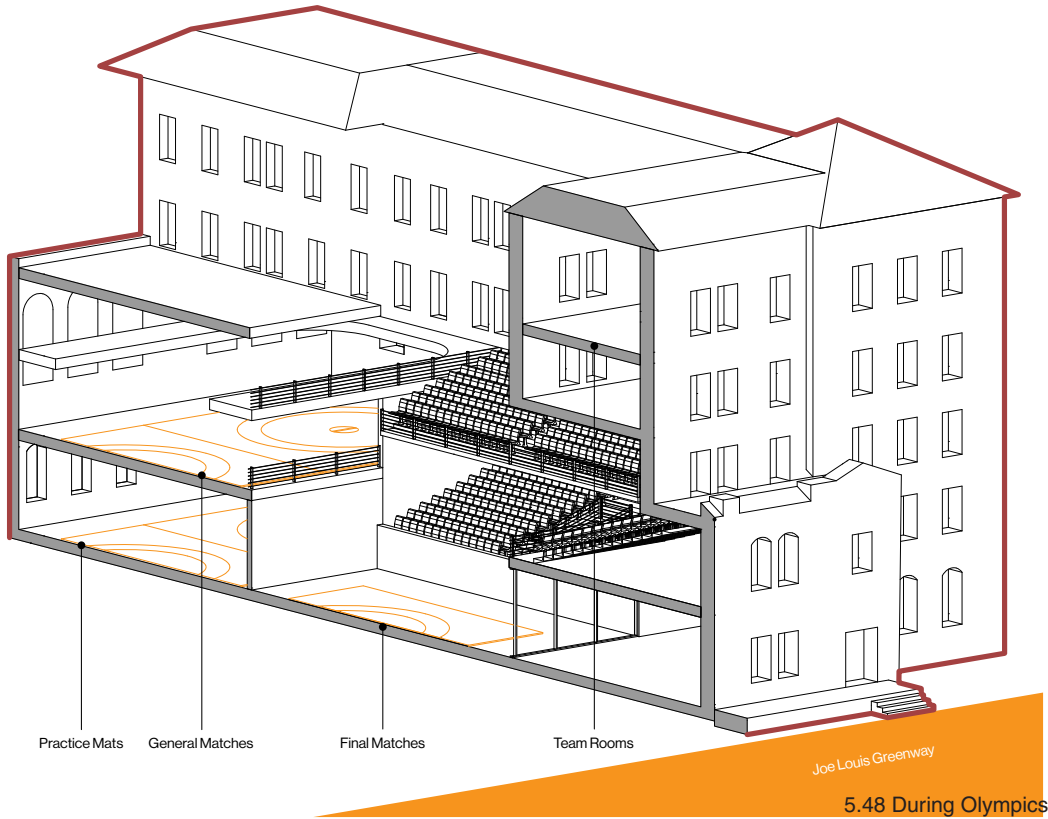 Practice Mats
General Matches
Final Matches
Team Rooms
Joe Louis Greenway
5.48 During Olympics